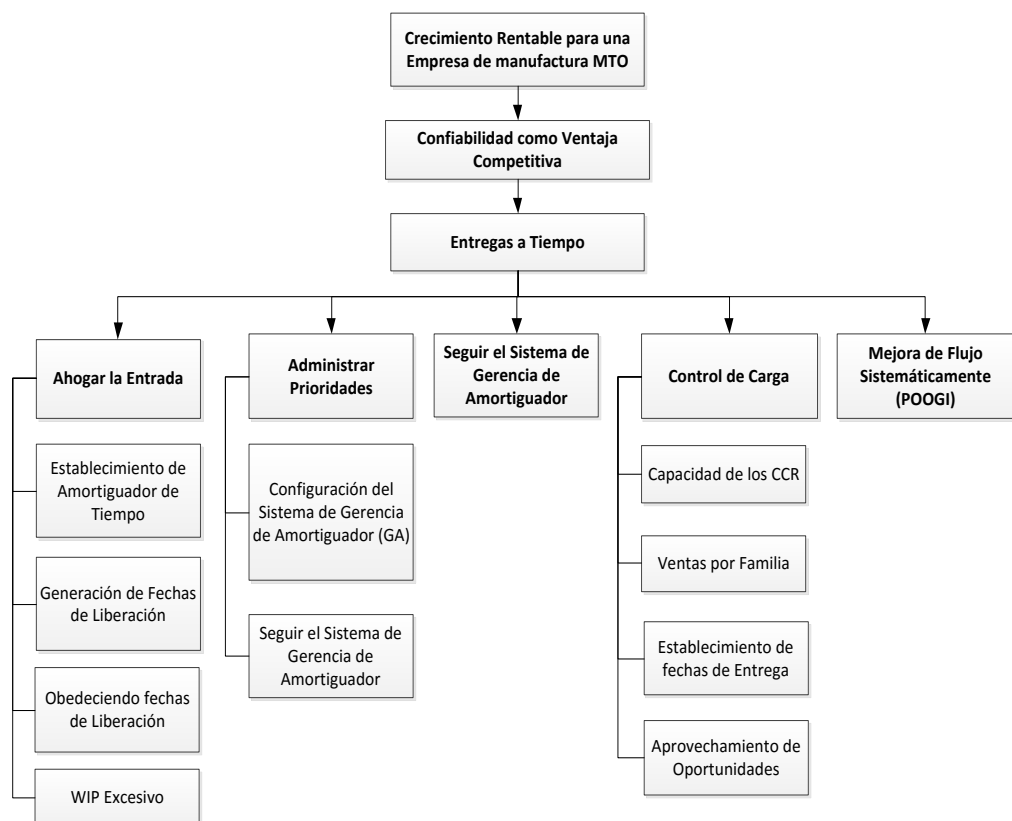 Crecimiento Rentable para una
Empresa de manufactura MTO
Confiabilidad como Ventaja
Competitiva
Entregas a Tiempo
Ahogar la Entrada
Establecimiento de
Amortiguador de
Tiempo
Generación de Fechas
de Liberación
Obedeciendo fechas
de Liberación
WIP Excesivo
Administrar
Prioridades
Configuración del
Sistema de Gerencia
de Amortiguador (GA)
Seguir el Sistema de
Gerencia de
Amortiguador
Seguir el Sistema de
Gerencia de
Amortiguador
Control de Carga
Capacidad de los CCR
Ventas por Familia
Establecimiento de
fechas de Entrega
Aprovechamiento de
Oportunidades
Mejora de Flujo
Sistemáticamente
(POOGI)